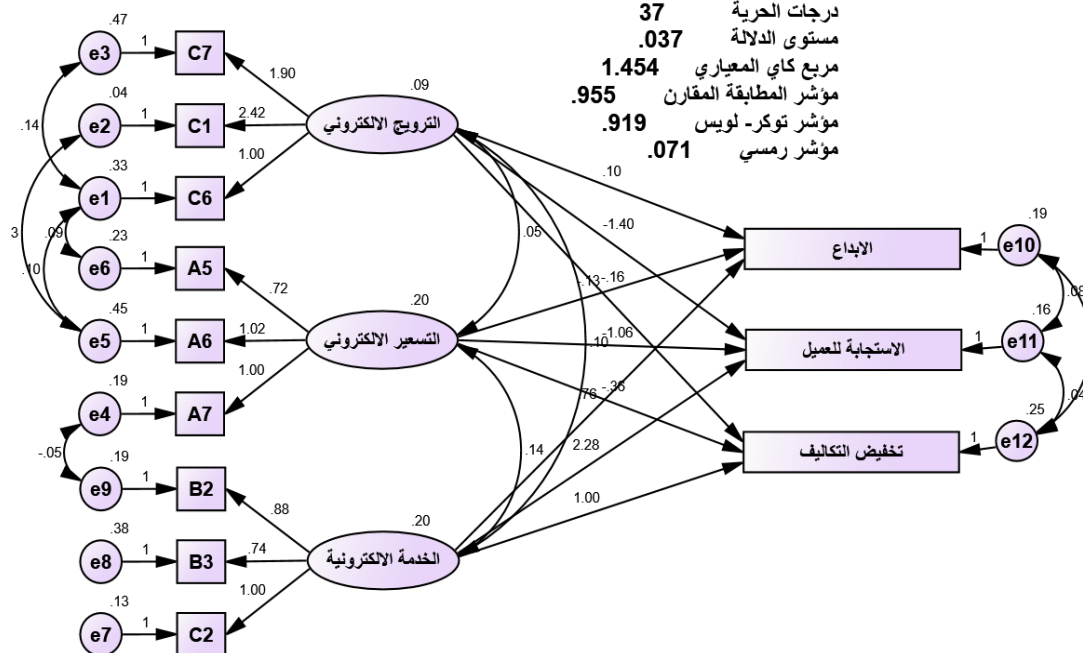 درجات الحرية 37
مستوى الدلالة .037
مربع كاي المعياري 1.454
مؤشر المطابقة المقارن .955
مؤشر توكر- لويس .919
مؤشر رمسي .071
.47
e3 1 C7
.04
e2 1 C1
.33
e1 1 C6
.23
e6 1 A5
.45
e5 1 A6
.19
e4 1 A7
.19
e9 1 B2
.38
e8 1 B3
.13
e7 1 C2
.14
3
.09
.10
-.05
1.90
2.42
1.00
.72
1.02
1.00
.88
.74
1.00
.09
الترويج الالكتروني
.20
التسعير الالكتروني
.20
الخدمة الالكترونية
.05
.10
.14
.10
-1.40
-.13
-.16
-1.06
.76
-.36
2.28
1.00
الابداع
الاستجابة للعميل
تخفيض التكاليف
.19
1 e10
.16
1 e11
.25
1 e12
.08
.04